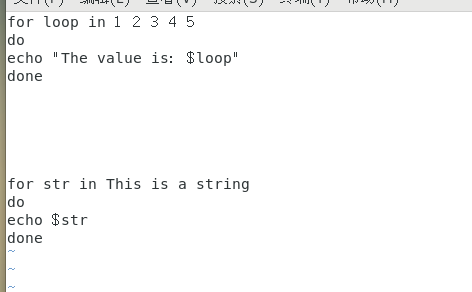 for loop in 1 2 3 4 5
do
echo "The value is: $loop"
done
for str in This is a string
do
echo $str
done
~
~
~